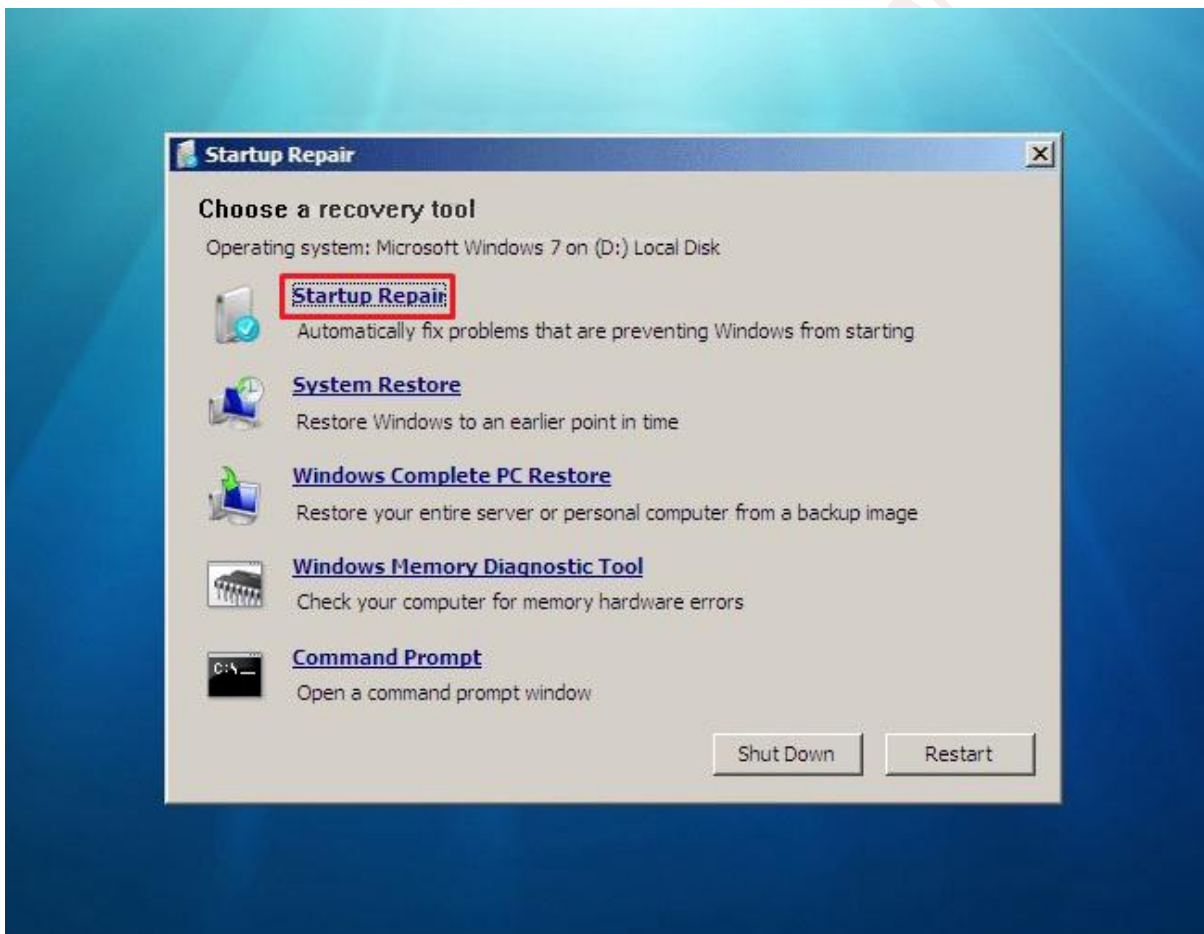 Startup Repair
Choose a recovery tool
Operating system: Microsoft Windows 7 on (D:) Local Disk
Startup Repair
Automatically fix problems that are preventing Windows from starting
System Restore
Restore Windows to an earlier point in time
Windows Complete PC Restore
Restore your entire server or personal computer from a backup image
Windows Memory Diagnostic Tool
Check your computer for memory hardware errors
C:\_
Command Prompt
Open a command prompt window
Shut Down
Restart